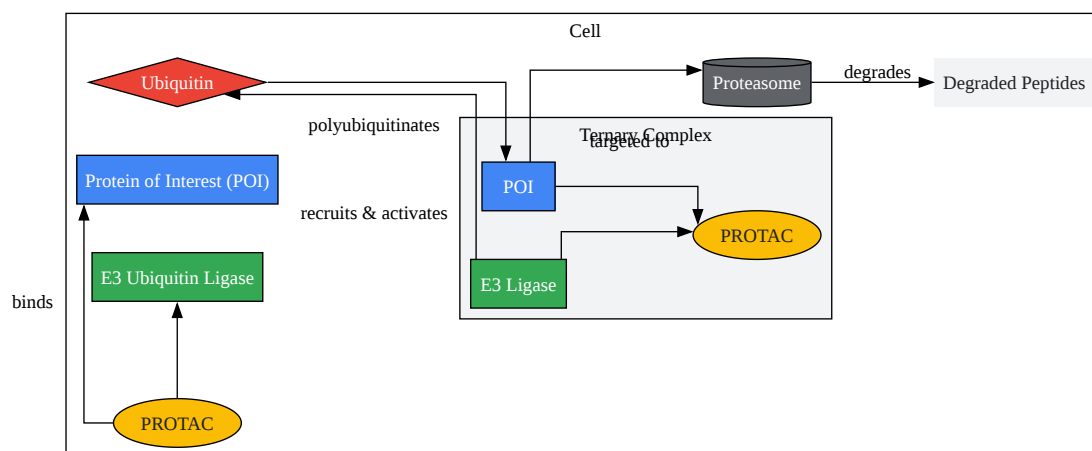 Cell
Ubiquitin
Proteasome
degrades
Degraded Peptides
polyubiquitinates
Ternary Complex
targeted to
Protein of Interest (POI)
POI
recruits & activates
PROTAC
E3 Ubiquitin Ligase
E3 Ligase
binds
PROTAC